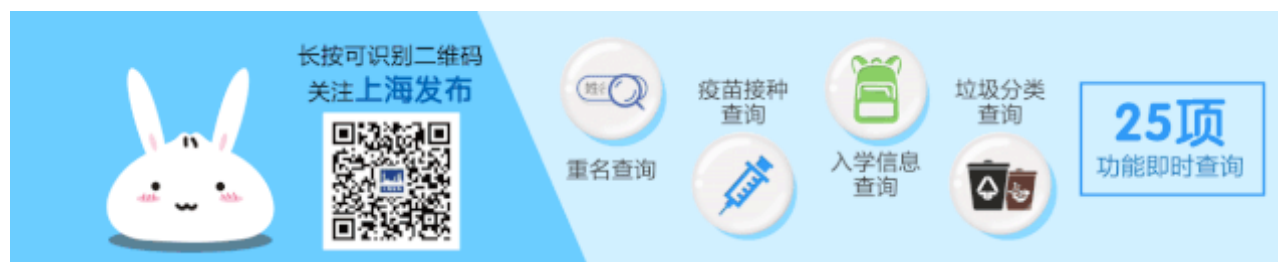 长按可识别二维码
关注上海发布
重名查询
疫苗接种
查询
入学信息
查询
垃圾分类
查询
25项
功能即时查询